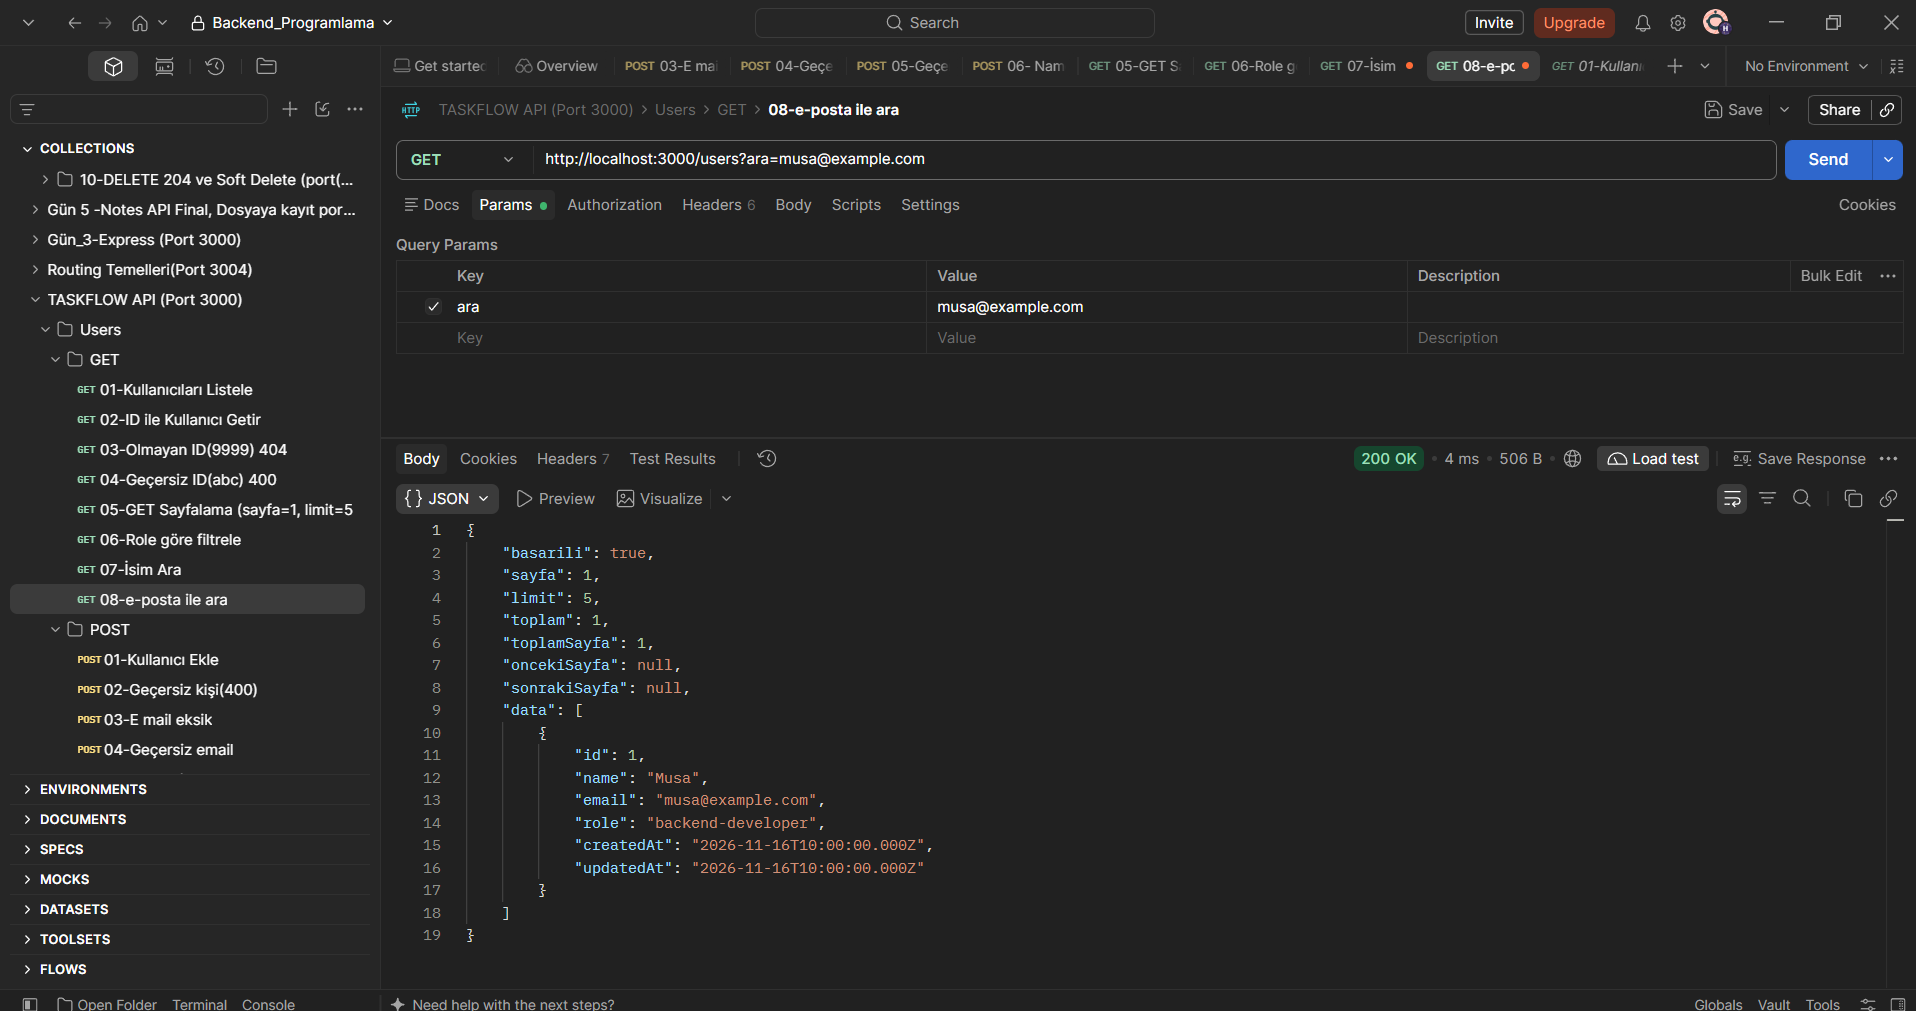 Backend_Programlama
Search
Invite
Upgrade
Get started
Overview
POST 03-E mai
POST 04-Geçe
POST 05-Geçe
POST 06- Nam
GET 05-GET S
GET 06-Role g
GET 07-İsim
GET 08-e-po
GET 01-Kullanı
No Environment
COLLECTIONS
10-DELETE 204 ve Soft Delete (port(...
Gün 5 -Notes API Final, Dosyaya kayıt por...
Gün_3-Express (Port 3000)
Routing Temelleri(Port 3004)
TASKFLOW API (Port 3000)
Users
GET
GET 01-Kullanıcıları Listele
GET 02-ID ile Kullanıcı Getir
GET 03-Olmayan ID(9999) 404
GET 04-Geçersiz ID(abc) 400
GET 05-GET Sayfalama (sayfa=1, limit=5
GET 06-Role göre filtrele
GET 07-İsim Ara
GET 08-e-posta ile ara
POST
POST 01-Kullanıcı Ekle
POST 02-Geçersiz kişi(400)
POST 03-E mail eksik
POST 04-Geçersiz email
ENVIRONMENTS
DOCUMENTS
SPECS
MOCKS
DATASETS
TOOLSETS
FLOWS
HTTP TASKFLOW API (Port 3000) > Users > GET > 08-e-posta ile ara
Save
Share
GET http://localhost:3000/users?ara=musa@example.com
Send
Docs Params Authorization Headers 6 Body Scripts Settings
Cookies
Query Params
Key Value Description Bulk Edit
ara musa@example.com
Key Value Description
Body Cookies Headers 7 Test Results
200 OK 4 ms 506 B
Load test
e.g. Save Response
{} JSON Preview Visualize
1 {
2 "basarili": true,
3 "sayfa": 1,
4 "limit": 5,
5 "toplam": 1,
6 "toplamSayfa": 1,
7 "oncekiSayfa": null,
8 "sonrakiSayfa": null,
9 "data": [
10 {
11 "id": 1,
12 "name": "Musa",
13 "email": "musa@example.com",
14 "role": "backend-developer",
15 "createdAt": "2026-11-16T10:00:00.000Z",
16 "updatedAt": "2026-11-16T10:00:00.000Z"
17 }
18 ]
19 }
Open Folder Terminal Console
Need help with the next steps?
Globals Vault Tools